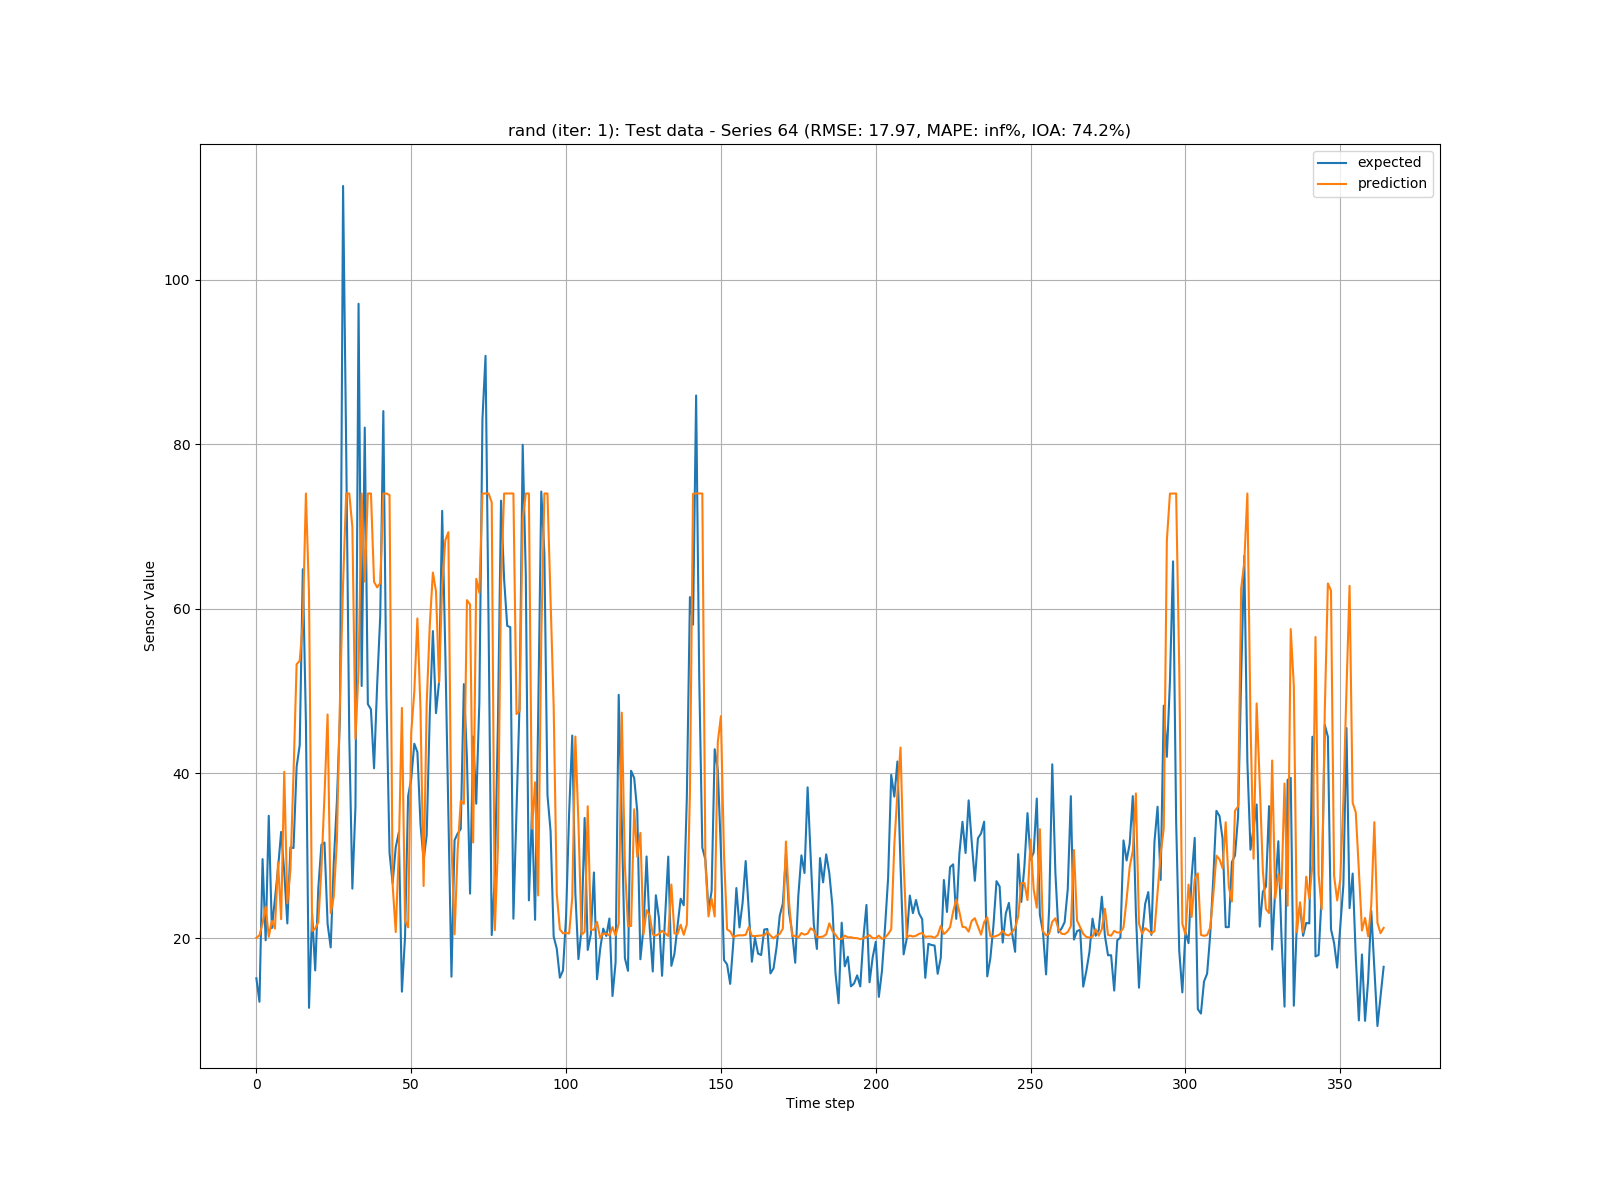 rand (iter: 1): Test data - Series 64 (RMSE: 17.97, MAPE: inf%, IOA: 74.2%)
expected
prediction
100
80
60
40
20
Sensor Value
0 50 100 150 200 250 300 350
Time step